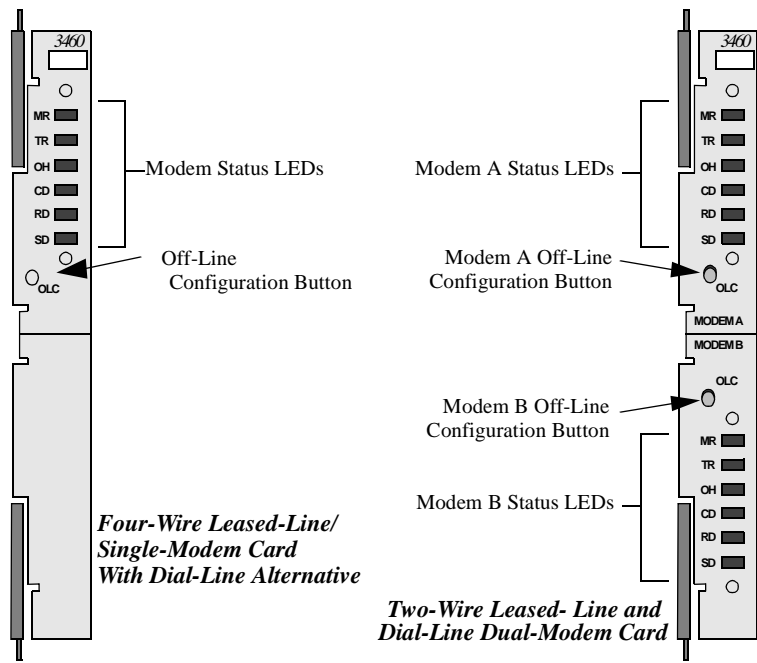 3460
MR
TR
OH
CD
RD
SD
OLC
Modem Status LEDs
Off-Line
Configuration Button
Four-Wire Leased-Line/
Single-Modem Card
With Dial-Line Alternative
3460
MR
TR
OH
CD
RD
SD
OLC
MODEM A
MODEM B
OLC
MR
TR
OH
CD
RD
SD
Modem A Status LEDs
Modem A Off-Line
Configuration Button
Modem B Off-Line
Configuration Button
Modem B Status LEDs
Two-Wire Leased- Line and
Dial-Line Dual-Modem Card